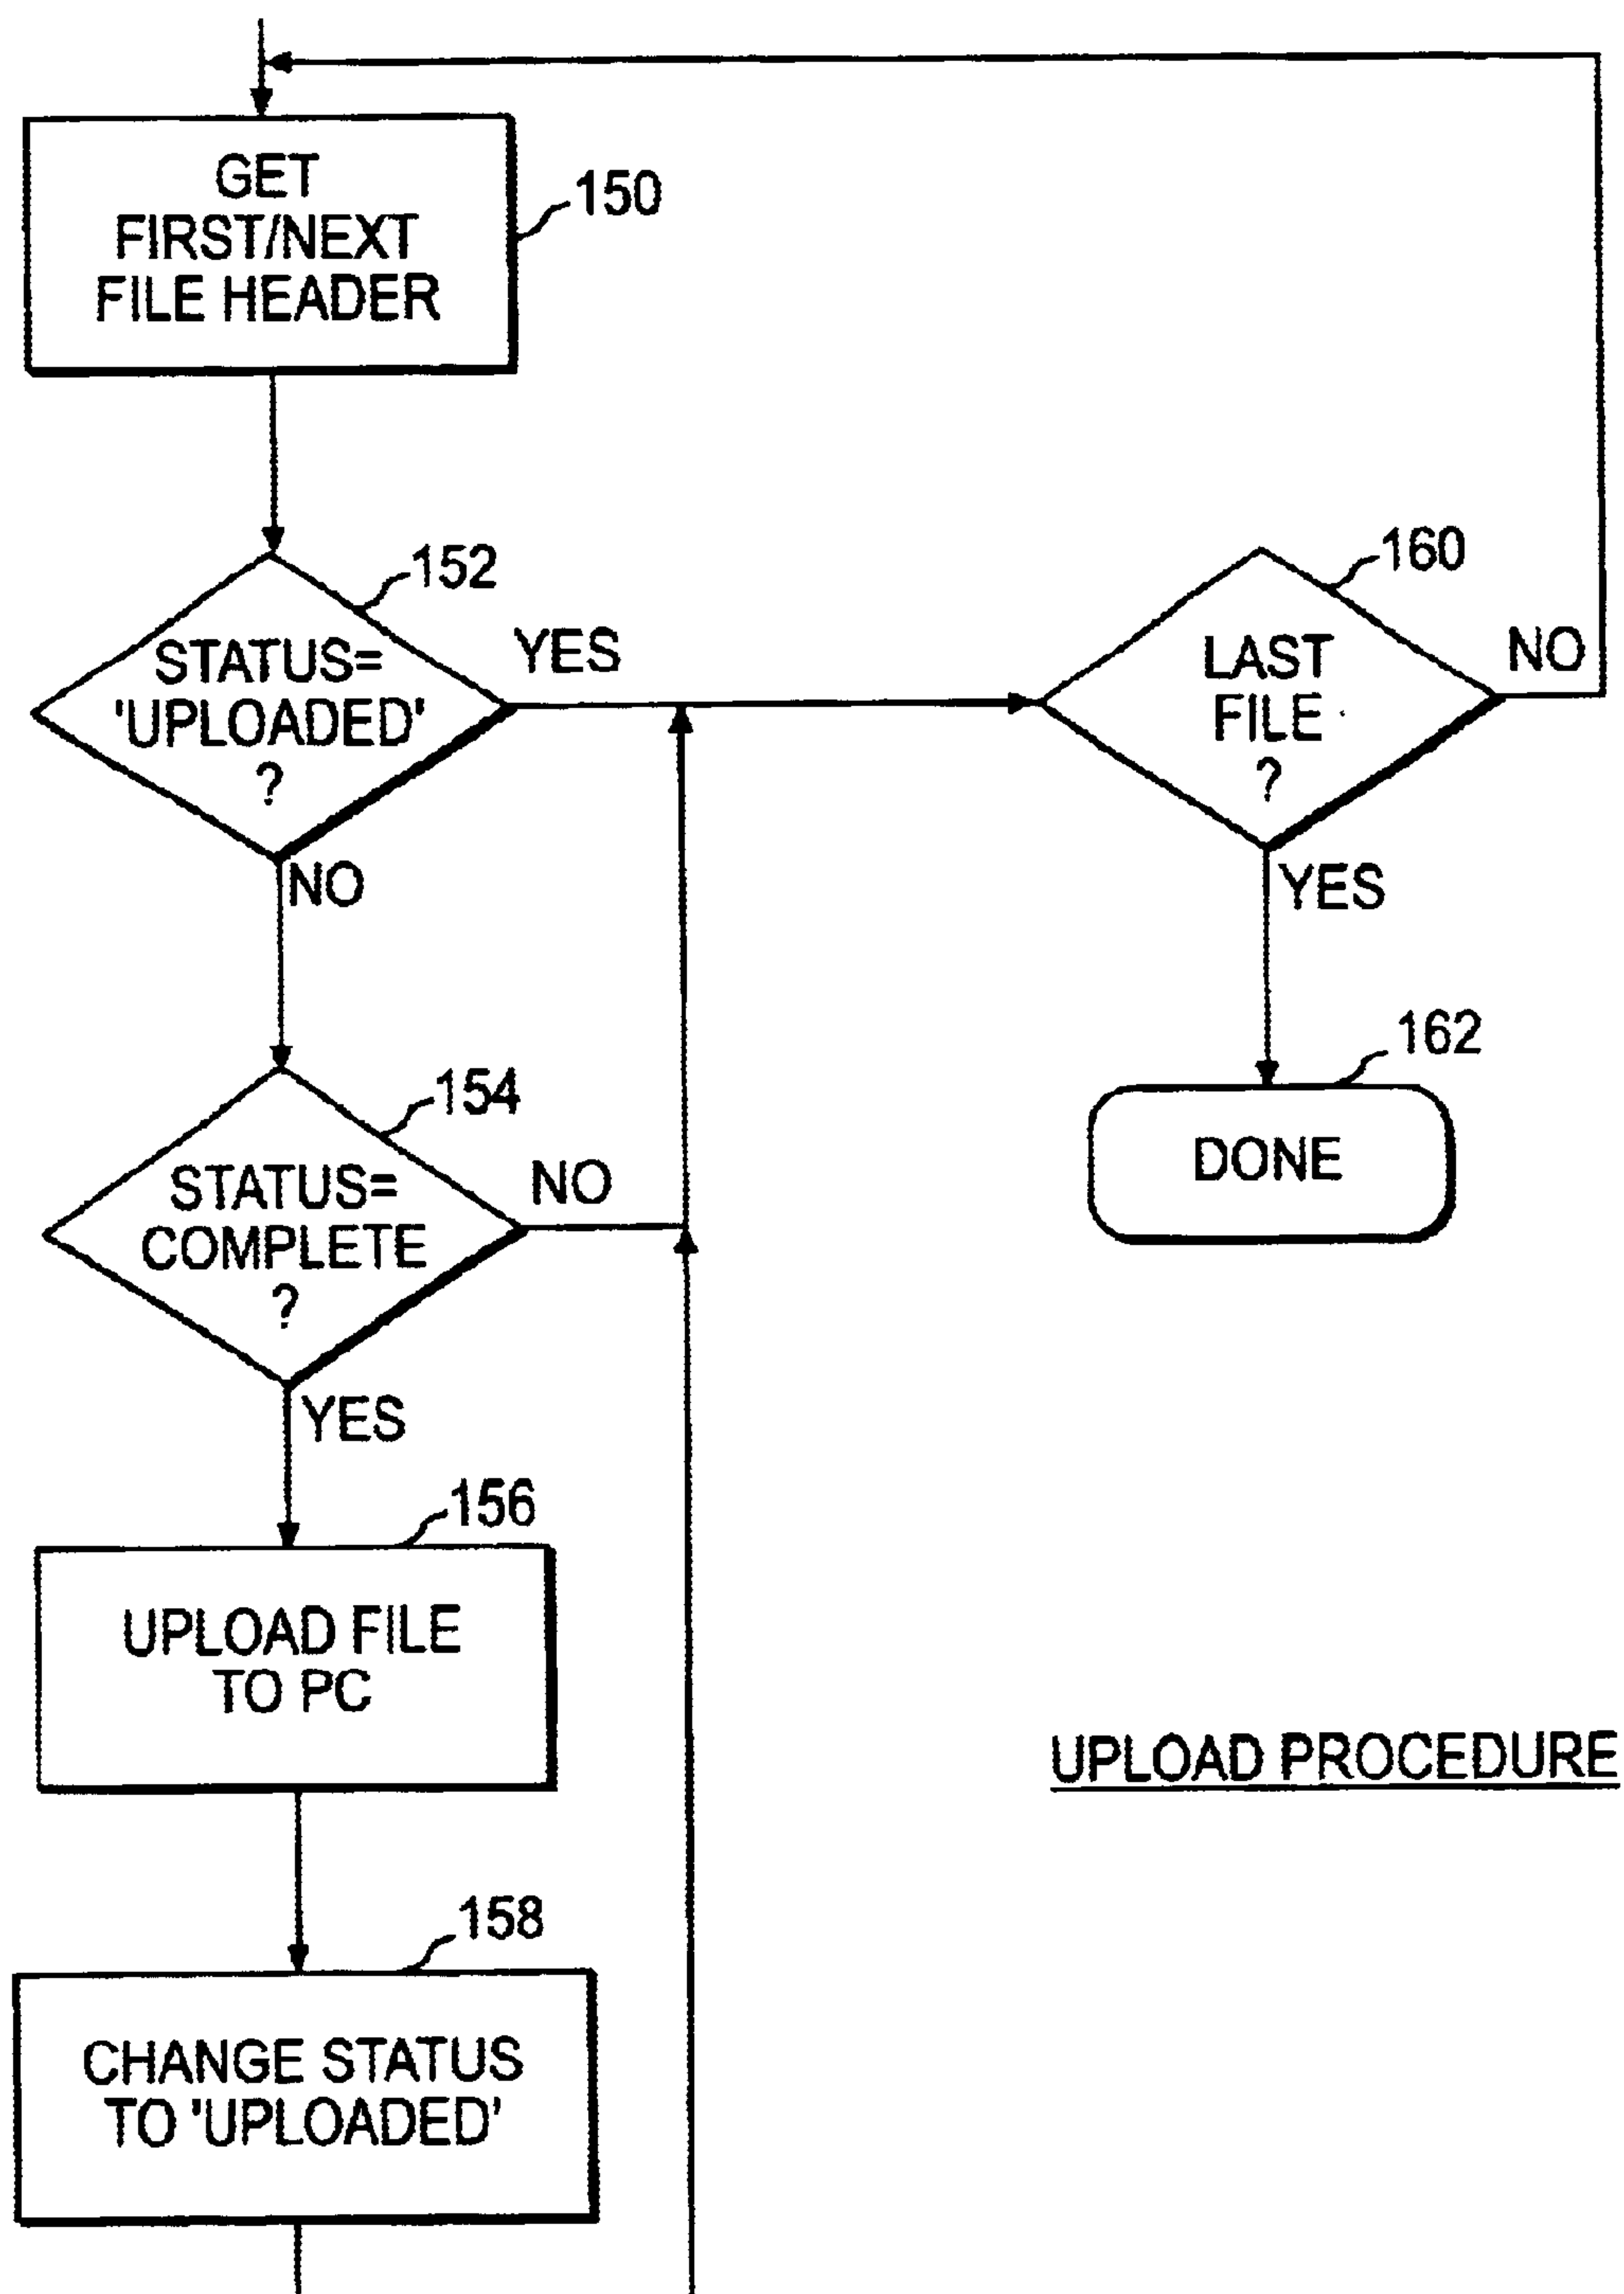 GET
FIRST/NEXT
FILE HEADER
150
152
STATUS=
'UPLOADED'
?
YES
NO
160
LAST
FILE
?
NO
YES
162
DONE
154
STATUS=
COMPLETE
?
NO
YES
156
UPLOAD FILE
TO PC
UPLOAD PROCEDURE
158
CHANGE STATUS
TO 'UPLOADED'